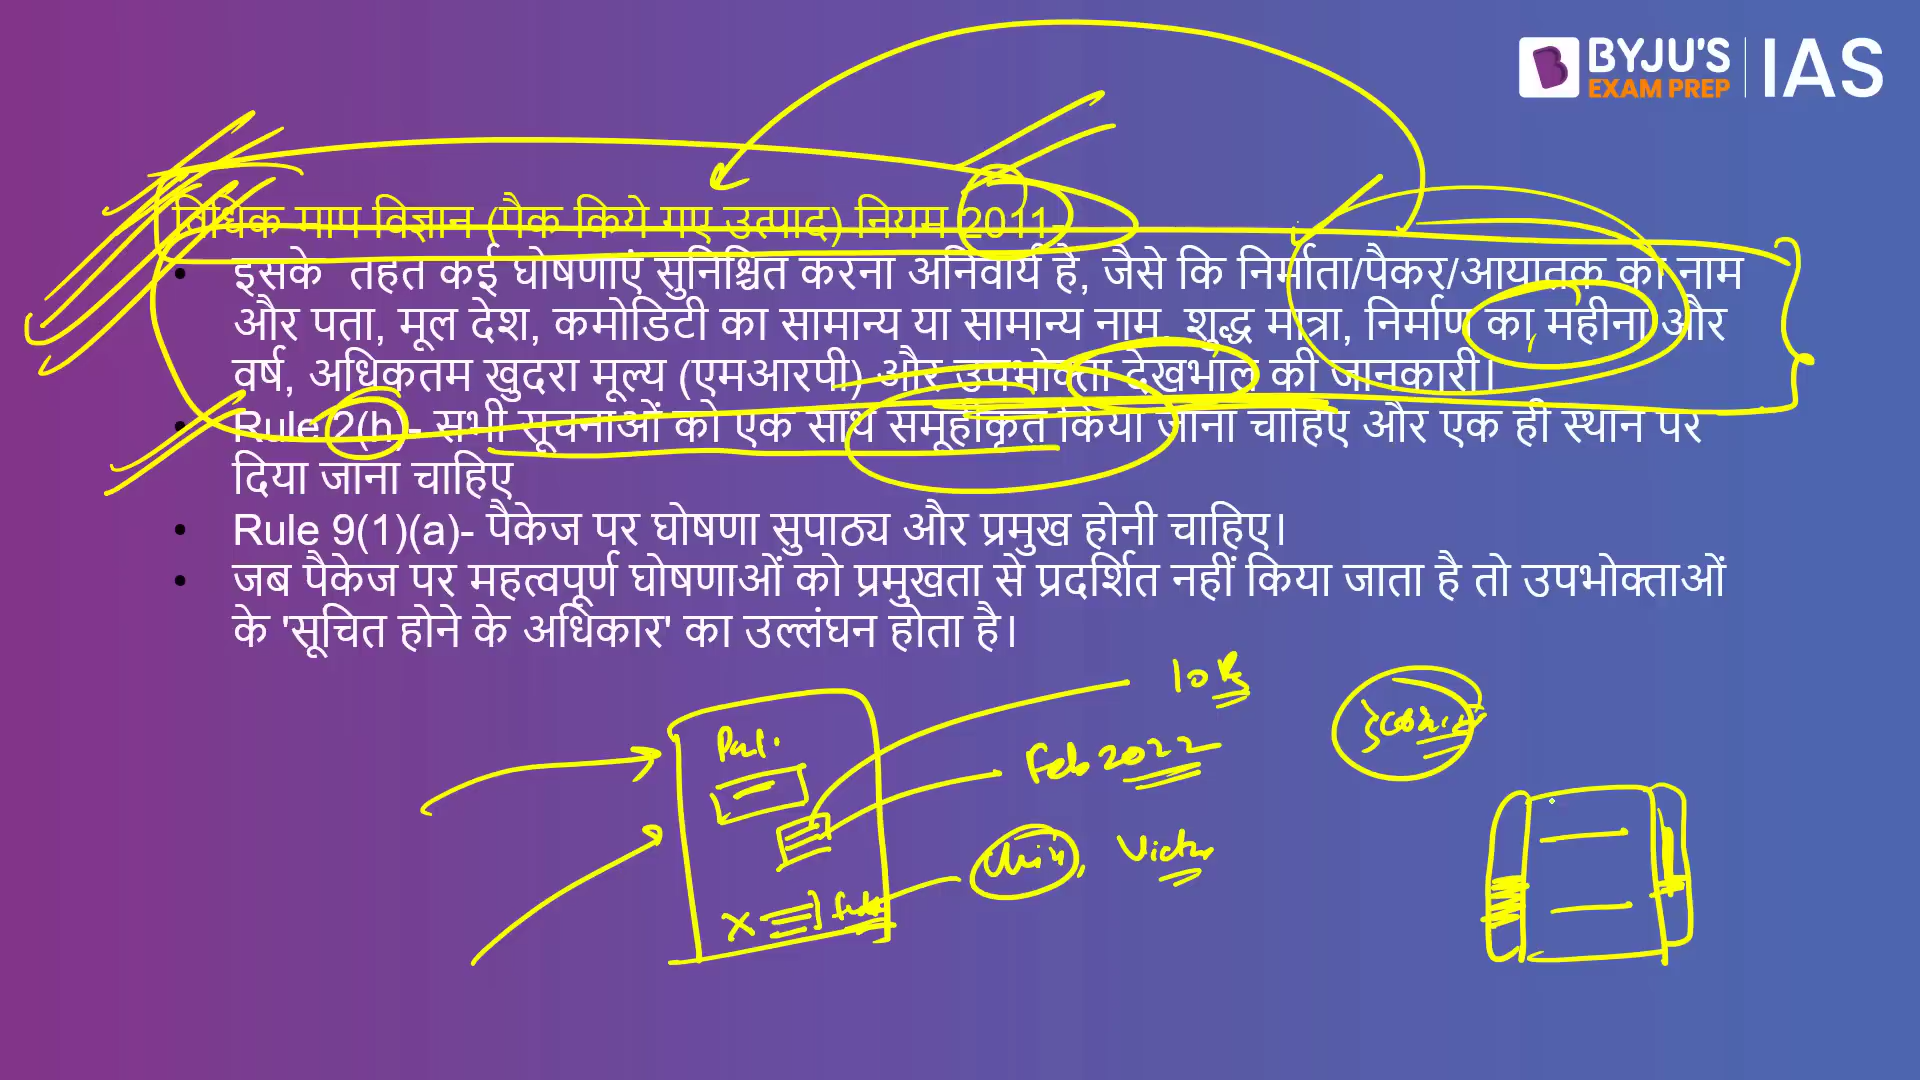 BYJU'S
EXAM PREP
IAS
विधिक माप विज्ञान (पैक किये गए उत्पाद) नियम 2011-
• इसके तहत कई घोषणाएं सुनिश्चित करना अनिवार्य है, जैसे कि निर्माता/पैकर/आयातक का नाम
और पता, मूल देश, कमोडिटी का सामान्य या सामान्य नाम, शुद्ध मात्रा, निर्माण का महीना और
वर्ष, अधिकतम खुदरा मूल्य (एमआरपी) और उपभोक्ता देखभाल की जानकारी।
• Rule 2(h)- सभी सूचनाओं को एक साथ समूहीकृत किया जाना चाहिए और एक ही स्थान पर
दिया जाना चाहिए
• Rule 9(1)(a)- पैकेज पर घोषणा सुपाठ्य और प्रमुख होनी चाहिए।
• जब पैकेज पर महत्वपूर्ण घोषणाओं को प्रमुखता से प्रदर्शित नहीं किया जाता है तो उपभोक्ताओं
के 'सूचित होने के अधिकार' का उल्लंघन होता है।
Feb 2022